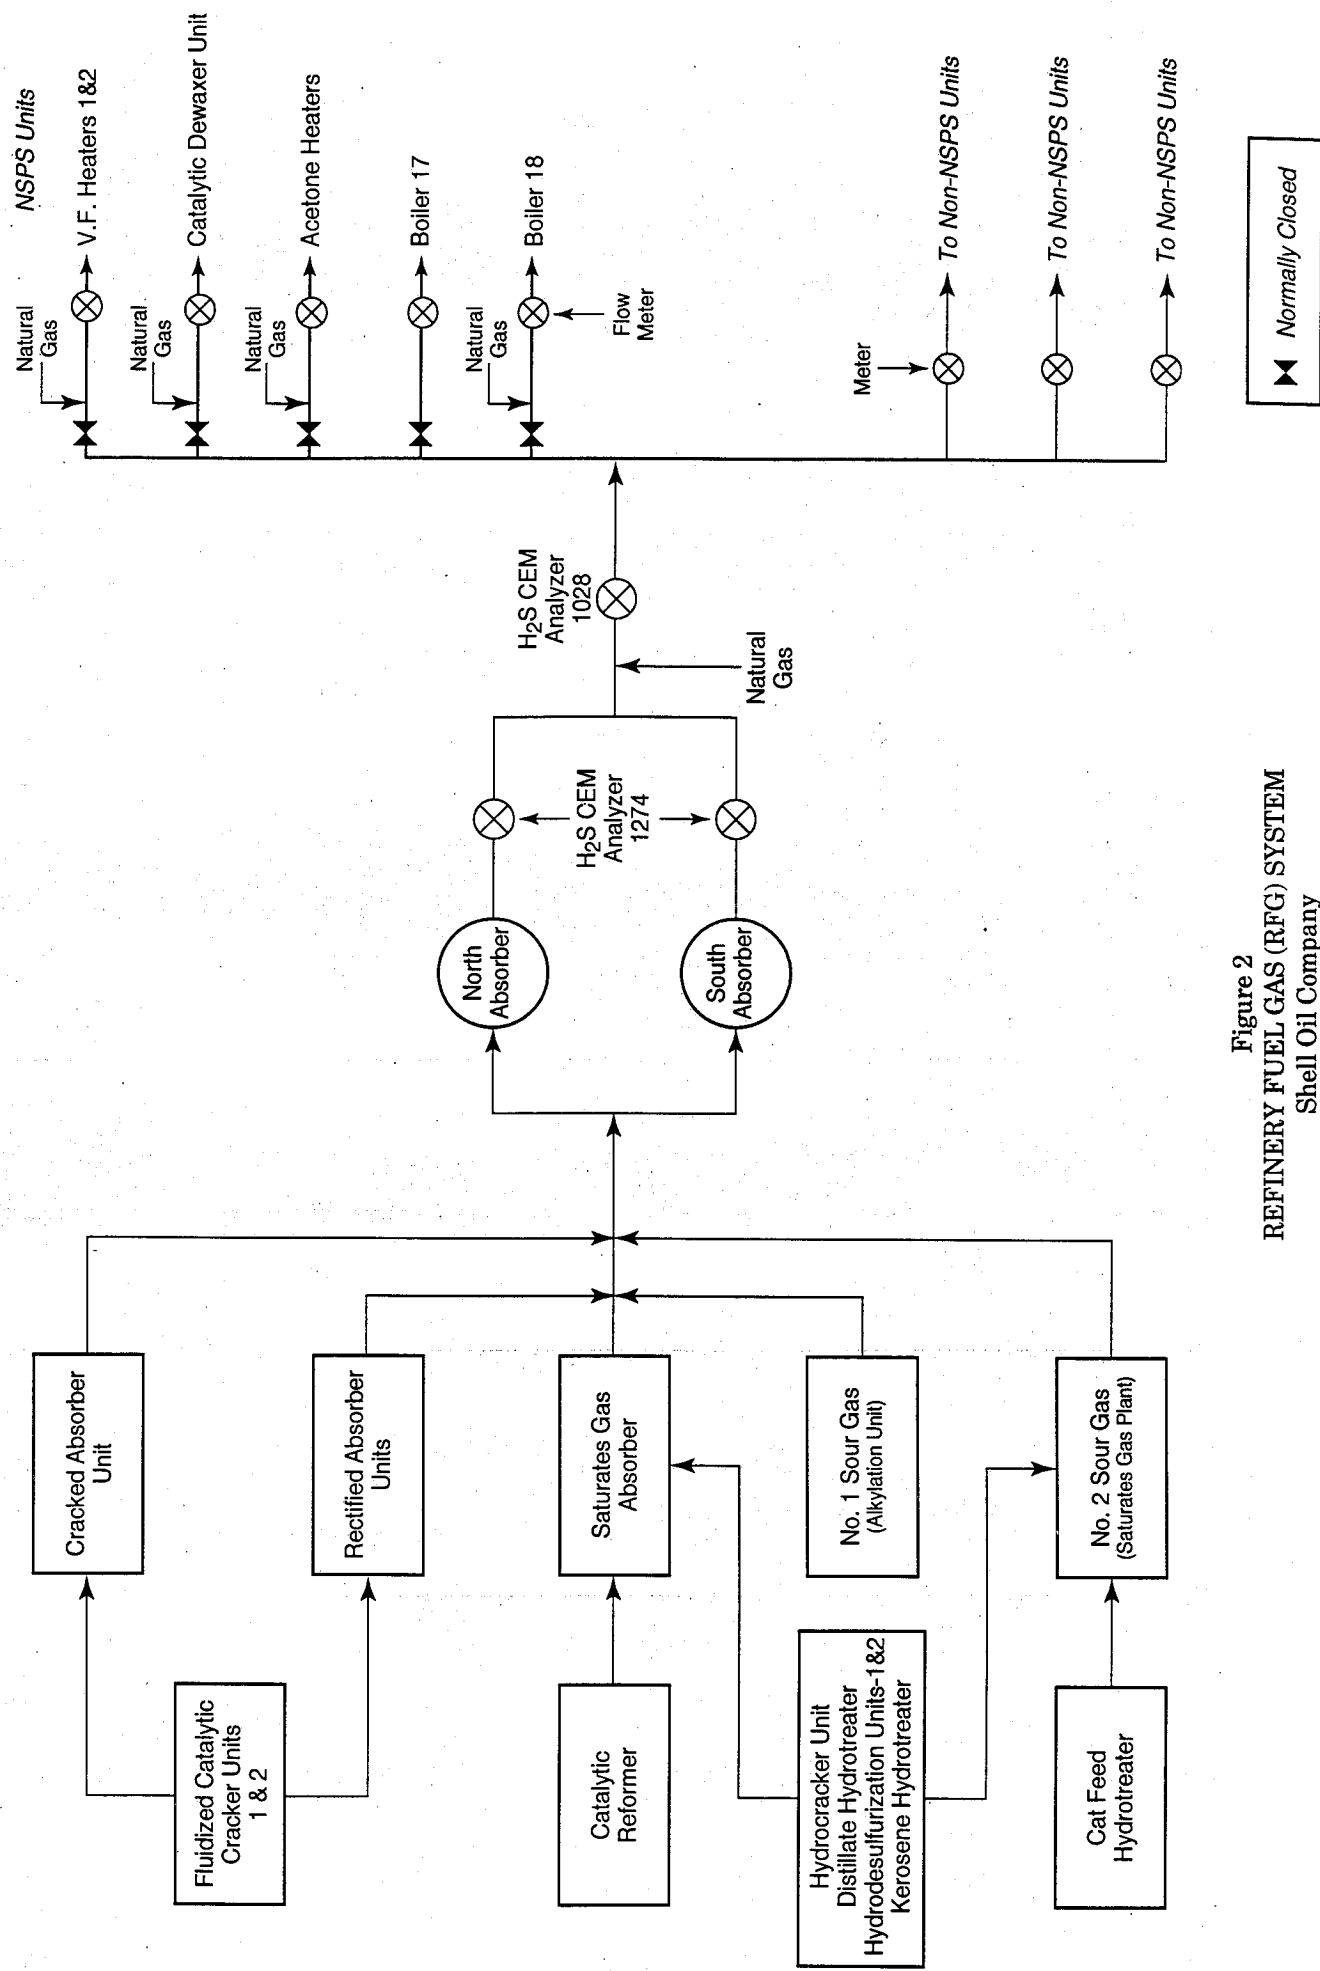 Fluidized Catalytic
Cracker Units
1 & 2
Catalytic
Reformer
Hydrocracker Unit
Distillate Hydrotreater
Hydrodesulfurization Units-1&2
Kerosene Hydrotreater
Cat Feed
Hydrotreater
Cracked Absorber
Unit
Rectified Absorber
Units
Saturates Gas
Absorber
No. 1 Sour Gas
(Alkylation Unit)
No. 2 Sour Gas
(Saturates Gas Plant)
North
Absorber
South
Absorber
H2S CEM
Analyzer
1274
H2S CEM
Analyzer
1028
Natural
Gas
NSPS Units
Natural
Gas
V.F. Heaters 1&2
Natural
Gas
Catalytic Dewaxer Unit
Natural
Gas
Acetone Heaters
Boiler 17
Natural
Gas
Boiler 18
Flow
Meter
Meter
To Non-NSPS Units
To Non-NSPS Units
To Non-NSPS Units
Normally Closed
Figure 2
REFINERY FUEL GAS (RFG) SYSTEM
Shell Oil Company